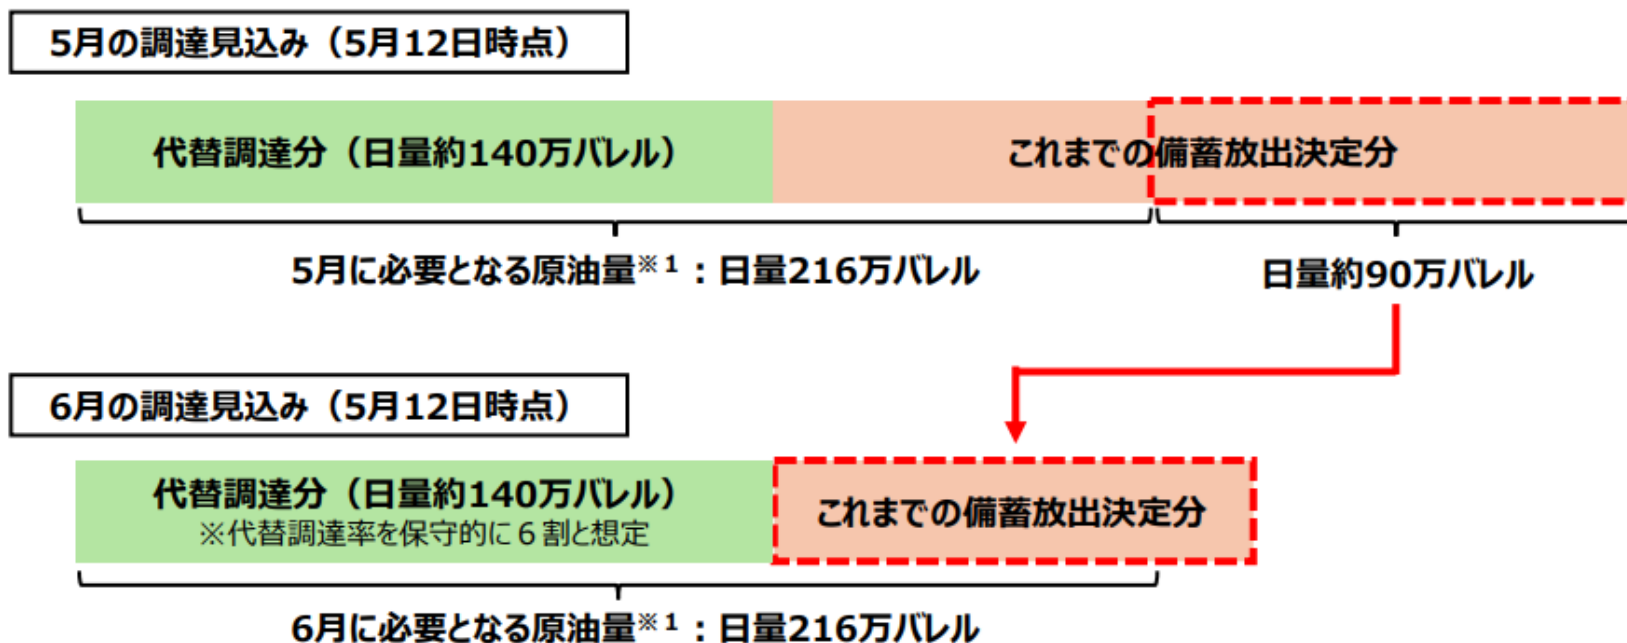 5月の調達見込み（5月12日時点）
代替調達分（日量約140万バレル）
これまでの備蓄放出決定分
5月に必要となる原油量※1：日量216万バレル
日量約90万バレル
6月の調達見込み（5月12日時点）
代替調達分（日量約140万バレル）
※代替調達率を保守的に６割と想定
これまでの備蓄放出決定分
6月に必要となる原油量※1：日量216万バレル